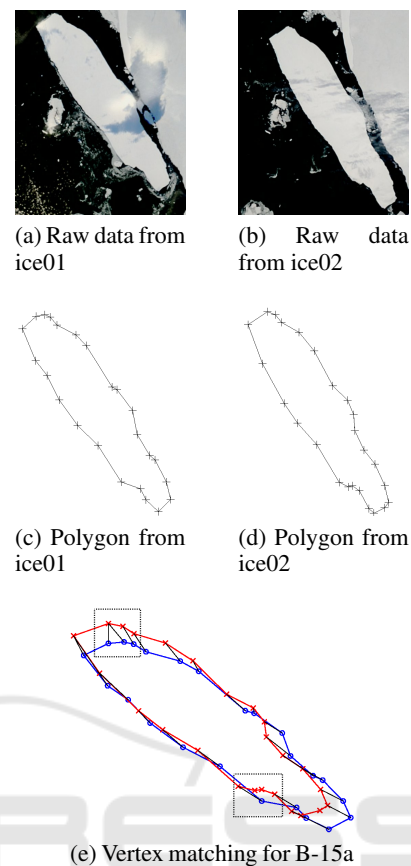 (a) Raw data from
ice01
(b) Raw data
from ice02
(c) Polygon from
ice01
(d) Polygon from
ice02
(e) Vertex matching for B-15a